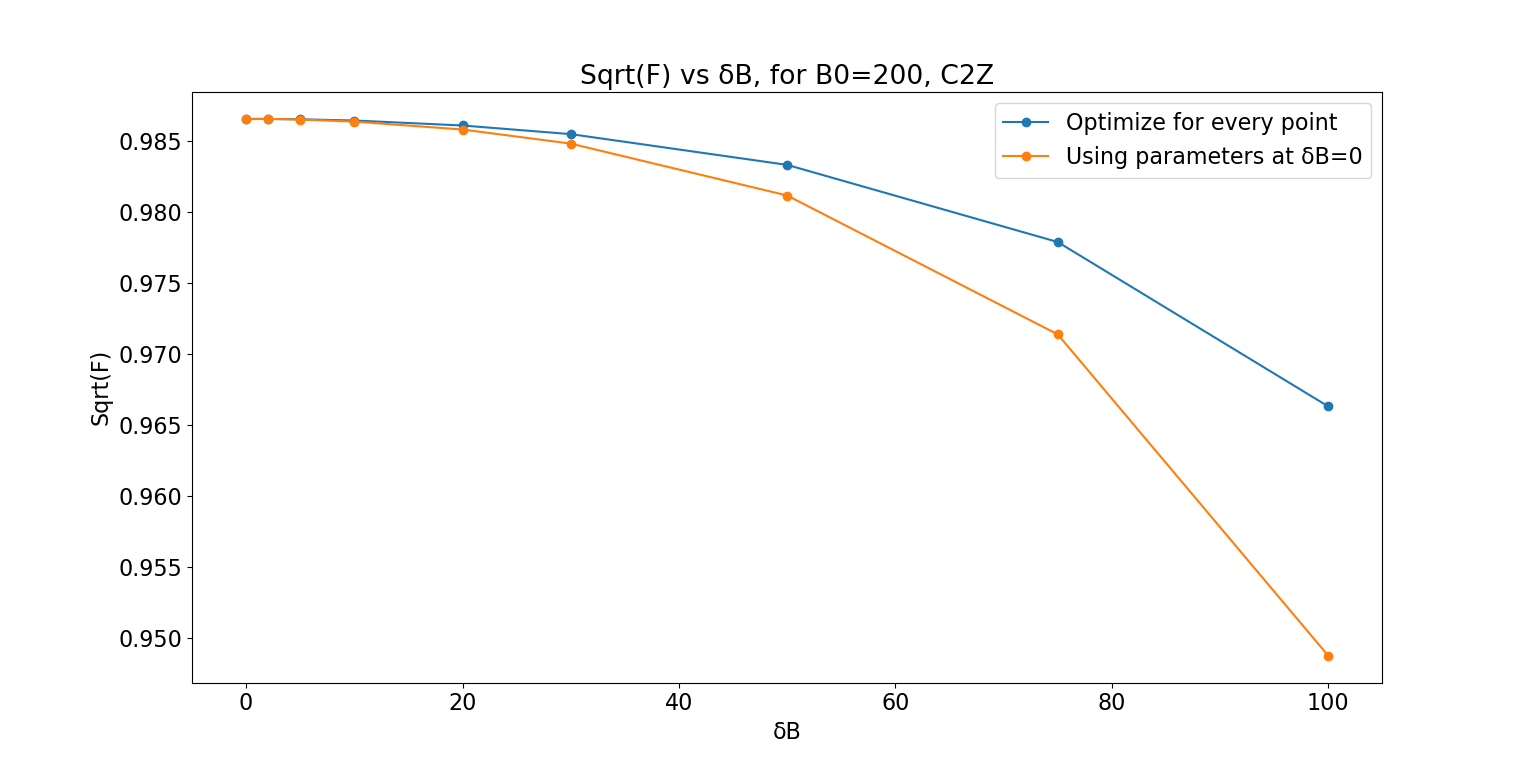 Sqrt(F) vs δB, for B0=200, C2Z
Optimize for every point
Using parameters at δB=0
Sqrt(F)
0.985
0.980
0.975
0.970
0.965
0.960
0.955
0.950
0 20 40 60 80 100
δB